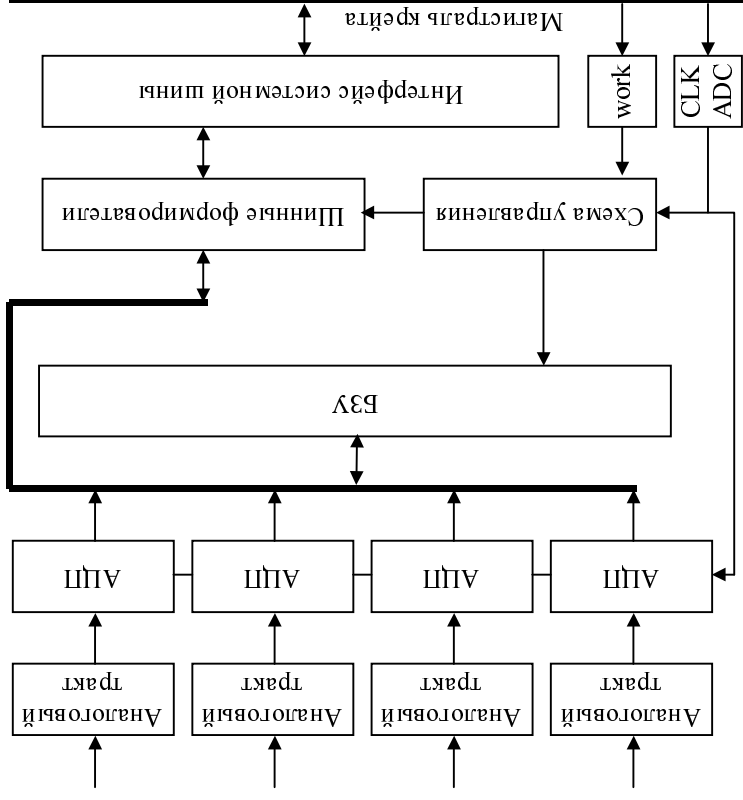 Магистраль крейта
Интерфейс системной шины
work
CLK
ADC
Шинные формирователи
Схема управления
БЗУ
АЦП
АЦП
АЦП
АЦП
Аналоговый
тракт
Аналоговый
тракт
Аналоговый
тракт
Аналоговый
тракт